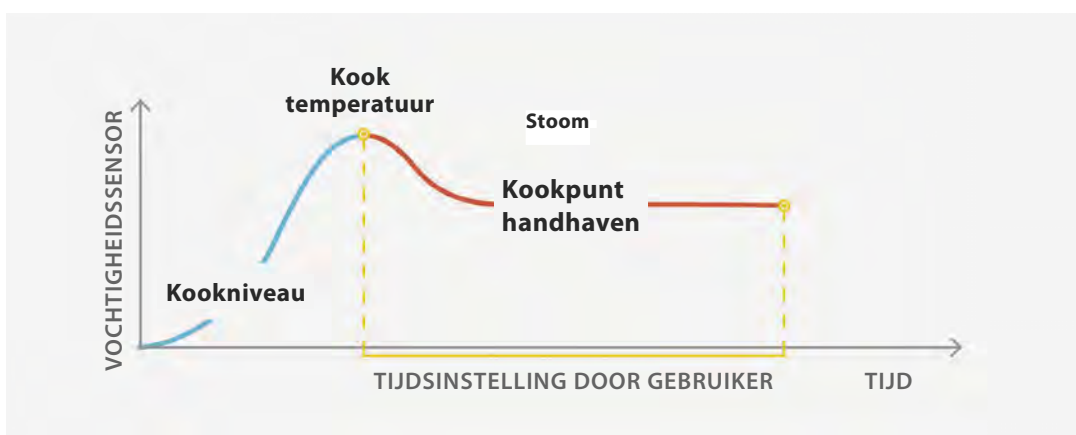 Kook
temperatuur
Stoom
Kookpunt
handhaven
Kookniveau
VOCHTIGHEIDSSENSOR
TIJDSINSTELLING DOOR GEBRUIKER
TIJD